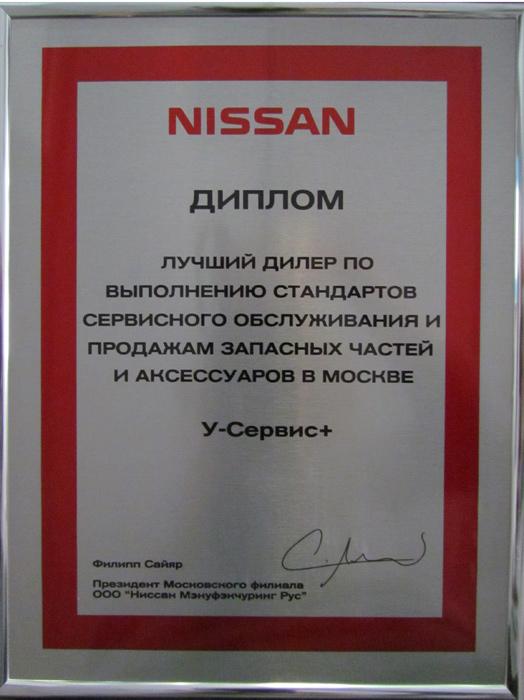 NISSAN
ДИПЛОМ
ЛУЧШИЙ ДИЛЕР ПО
ВЫПОЛНЕНИЮ СТАНДАРТОВ
СЕРВИСНОГО ОБСЛУЖИВАНИЯ И
ПРОДАЖАМ ЗАПАСНЫХ ЧАСТЕЙ
И АКСЕССУАРОВ В МОСКВЕ
У-Сервис+
Филипп Сайяр
Президент Московского филиала
ООО "Ниссан Мэнуфэкчуринг Рус"